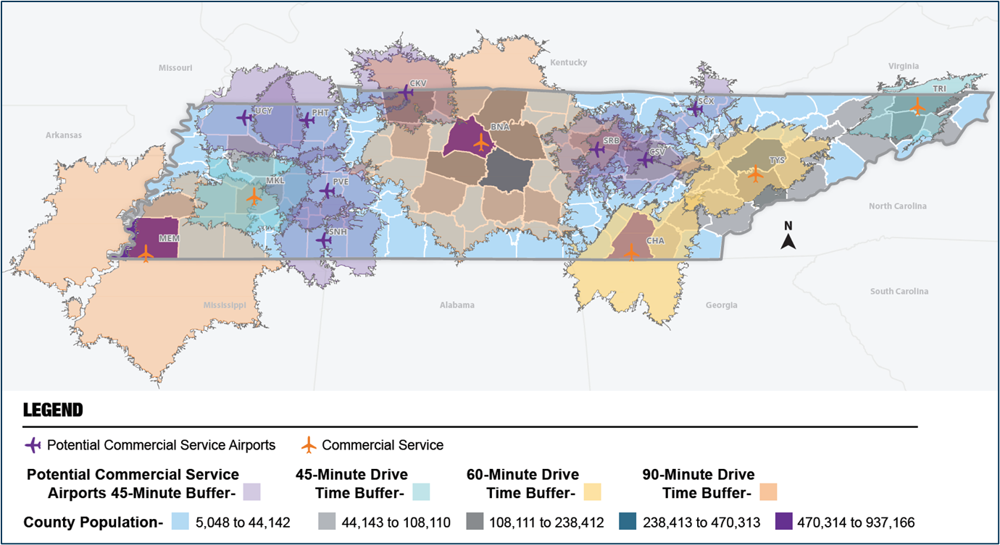 Missouri
Kentucky
Virginia
CKV
TRI
SCX
UCY
PHT
Arkansas
BNA
SRB
CSV
TYS
MKL
PVE
North Carolina
N
SNH
MEM
CHA
South Carolina
Mississippi
Alabama
Georgia
LEGEND
Potential Commercial Service Airports
Commercial Service
Potential Commercial Service
Airports 45-Minute Buffer-
45-Minute Drive
Time Buffer-
60-Minute Drive
Time Buffer-
90-Minute Drive
Time Buffer-
County Population-
5,048 to 44,142
44,143 to 108,110
108,111 to 238,412
238,413 to 470,313
470,314 to 937,166